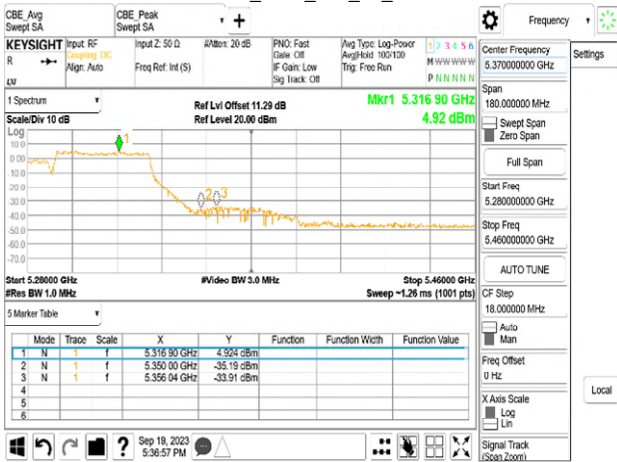 CBE_Avg
Swept SA
CBE_Peak
Swept SA
+
Frequency
KEYSIGHT
R
Input: RF
Coupling: DC
Align: Auto
Input Z: 50 Ω
Freq Ref: Int (S)
#Atten: 20 dB
PNO: Fast
Gate: Off
IF Gain: Low
Sig Track: Off
Avg Type: Log-Power
Avg|Hold: 100/100
Trig: Free Run
1 2 3 4 5 6
M W W W W W
P N N N N N
1 Spectrum
Scale/Div 10 dB
Ref Lvl Offset 11.29 dB
Ref Level 20.00 dBm
Mkr1 5.316 90 GHz
4.92 dBm
Log
10.0
0.00
-10.0
-20.0
-30.0
-40.0
-50.0
-60.0
-70.0
1
2
3
Start 5.28000 GHz
#Res BW 1.0 MHz
#Video BW 3.0 MHz
Stop 5.46000 GHz
Sweep ~1.26 ms (1001 pts)
5 Marker Table
Mode Trace Scale X Y Function Function Width Function Value
1 N 1 f 5.316 90 GHz 4.924 dBm
2 N 1 f 5.350 00 GHz -35.19 dBm
3 N 1 f 5.356 04 GHz -33.91 dBm
4
5
6
Sep 19, 2023
5:36:57 PM
?
Center Frequency
5.370000000 GHz
Span
180.000000 MHz
Swept Span
Zero Span
Full Span
Start Freq
5.280000000 GHz
Stop Freq
5.460000000 GHz
AUTO TUNE
CF Step
18.000000 MHz
Auto
Man
Freq Offset
0 Hz
X Axis Scale
Log
Lin
Signal Track
(Span Zoom)
Settings
Local